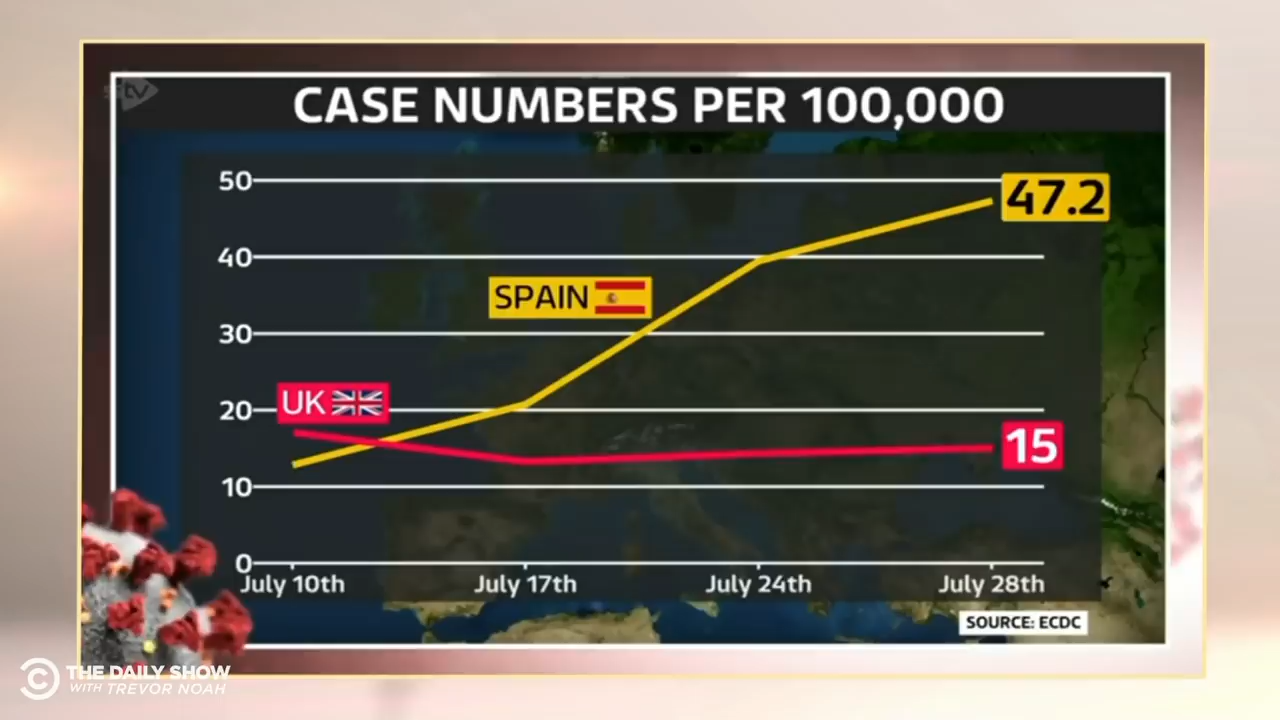 CASE NUMBERS PER 100,000
50
47.2
40
SPAIN
30
UK
20
15
10
0
July 10th
July 17th
July 24th
July 28th
SOURCE: ECDC
THE DAILY SHOW
WITH TREVOR NOAH